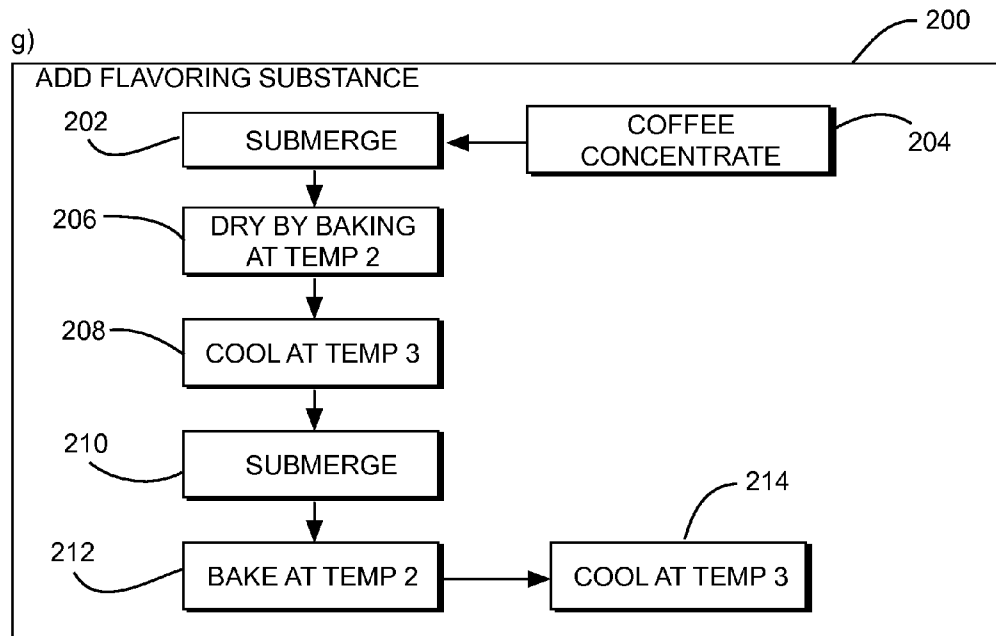 g)
200
ADD FLAVORING SUBSTANCE
202
SUBMERGE
COFFEE
CONCENTRATE
204
206
DRY BY BAKING
AT TEMP 2
208
COOL AT TEMP 3
210
SUBMERGE
212
BAKE AT TEMP 2
214
COOL AT TEMP 3